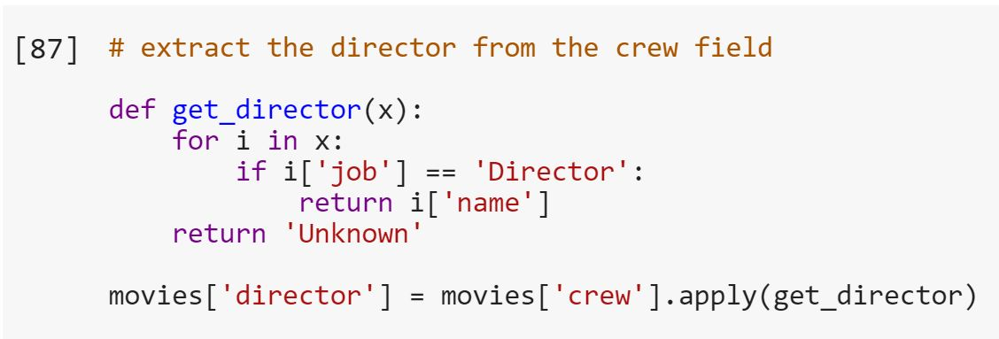 [87] # extract the director from the crew field
def get_director(x):
    for i in x:
        if i['job'] == 'Director':
            return i['name']
    return 'Unknown'
movies['director'] = movies['crew'].apply(get_director)